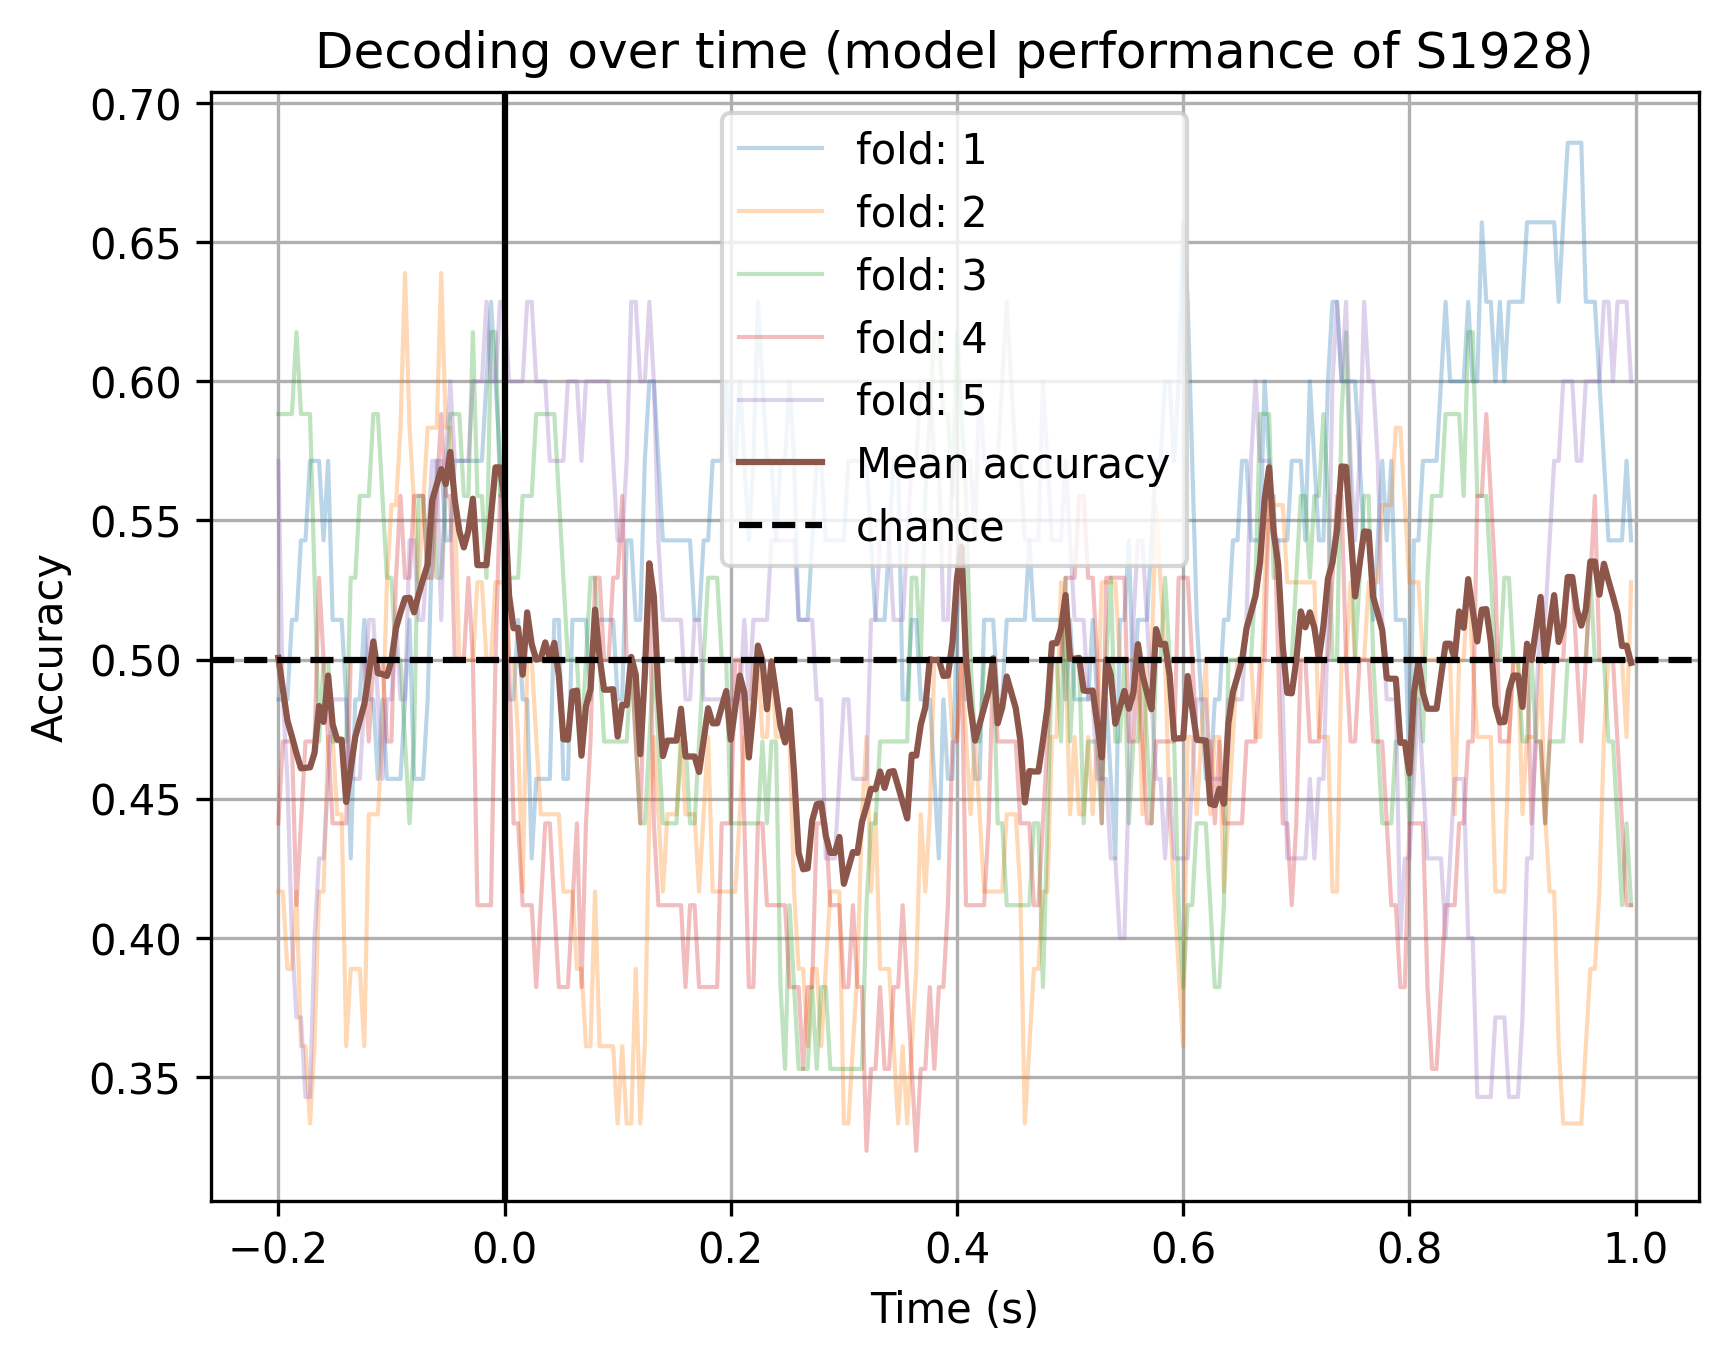 Decoding over time (model performance of S1928)
0.70
0.65
0.60
0.55
0.50
0.45
0.40
0.35
Accuracy
fold: 1
fold: 2
fold: 3
fold: 4
fold: 5
Mean accuracy
chance
−0.2 0.0 0.2 0.4 0.6 0.8 1.0
Time (s)